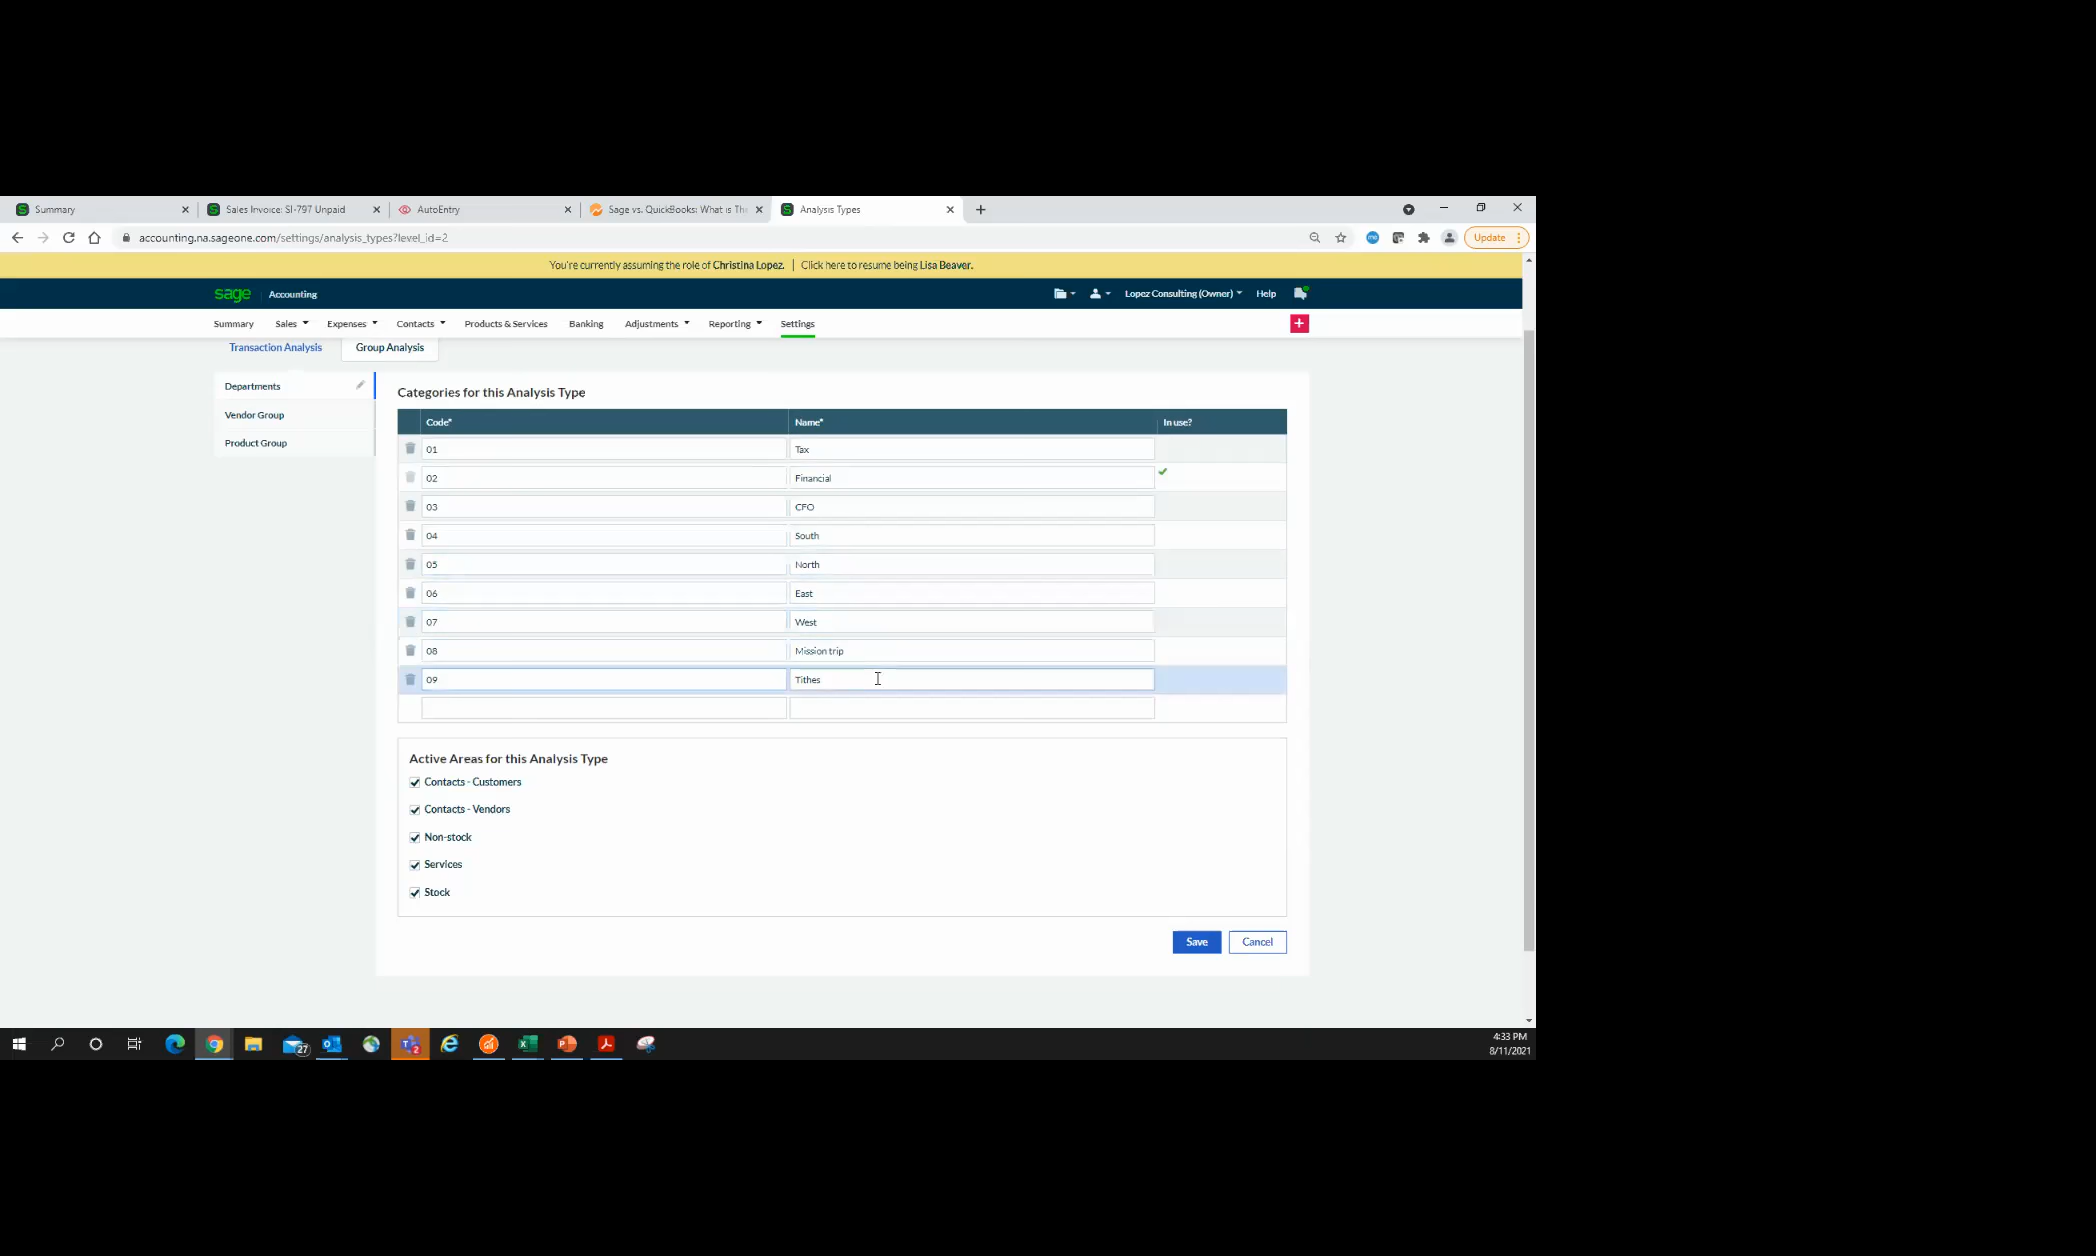 Summary
Sales Invoice: SI-797 Unpaid
AutoEntry
Sage vs. QuickBooks: What is The
Analysis Types
accounting.na.sageone.com/settings/analysis_types?level_id=2
Update
You're currently assuming the role of Christina Lopez. | Click here to resume being Lisa Beaver.
sage Accounting
Lopez Consulting (Owner)
Help
Summary Sales Expenses Contacts Products & Services Banking Adjustments Reporting Settings
Transaction Analysis Group Analysis
Departments
Vendor Group
Product Group
Categories for this Analysis Type
Code* Name* In use?
01 Tax
02 Financial
03 CFO
04 South
05 North
06 East
07 West
08 Mission trip
09 Tithes
Active Areas for this Analysis Type
Contacts - Customers
Contacts - Vendors
Non-stock
Services
Stock
Save Cancel
27
2
4:33 PM
8/11/2021